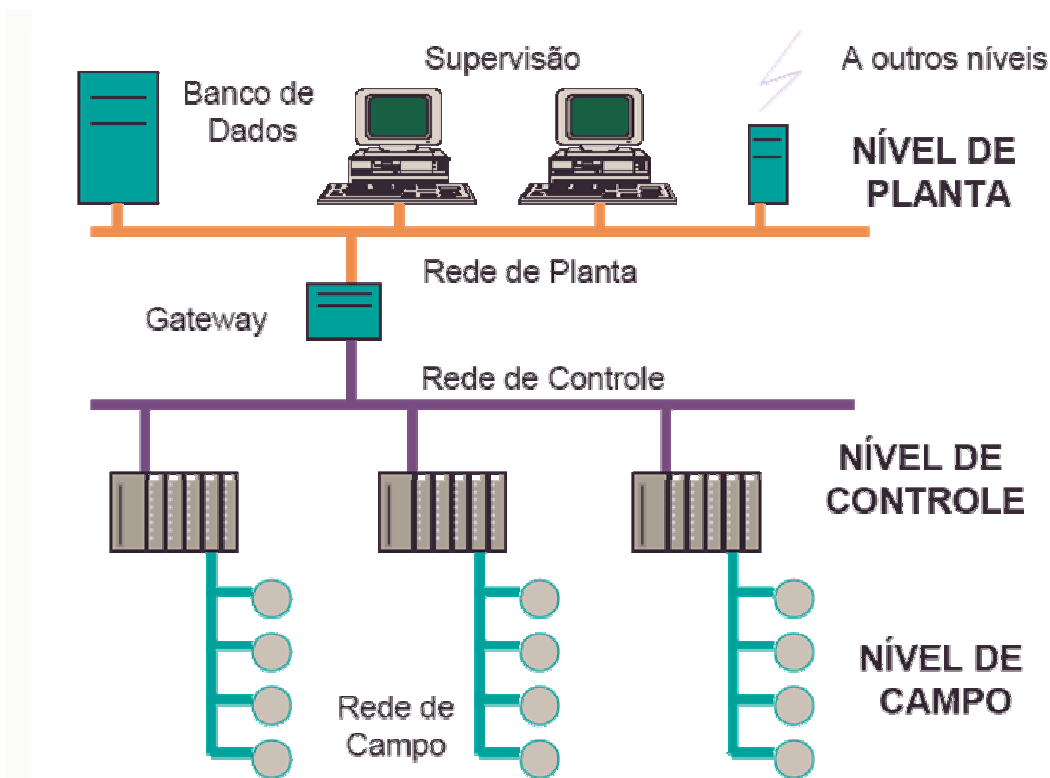 Supervisão
A outros níveis
Banco de
Dados
NÍVEL DE
PLANTA
Rede de Planta
Gateway
Rede de Controle
NÍVEL DE
CONTROLE
NÍVEL DE
CAMPO
Rede de
Campo